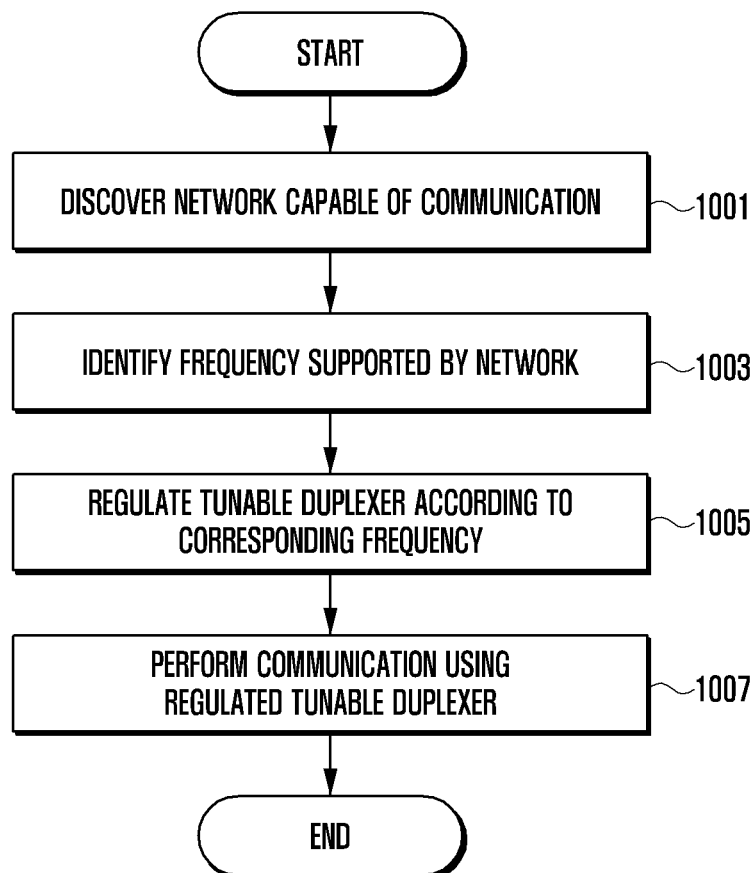 START
DISCOVER NETWORK CAPABLE OF COMMUNICATION
1001
IDENTIFY FREQUENCY SUPPORTED BY NETWORK
1003
REGULATE TUNABLE DUPLEXER ACCORDING TO
CORRESPONDING FREQUENCY
1005
PERFORM COMMUNICATION USING
REGULATED TUNABLE DUPLEXER
1007
END